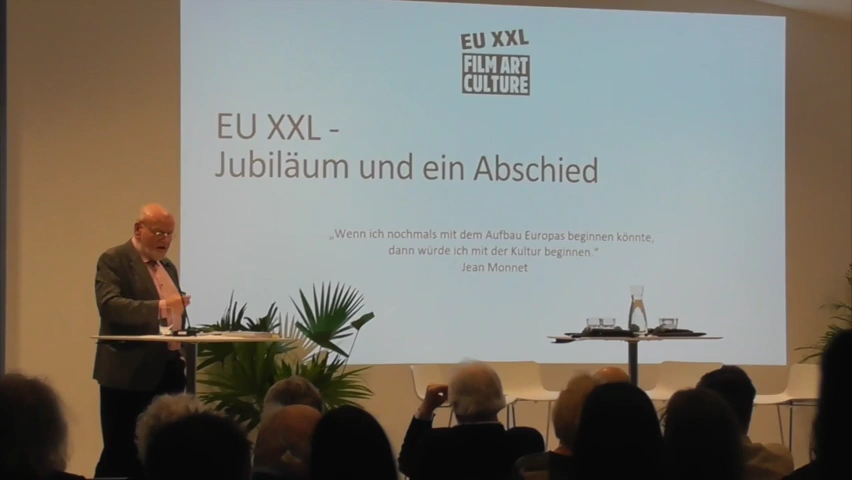 EU XXL
FILM ART
CULTURE
EU XXL -
Jubiläum und ein Abschied
„Wenn ich nochmals mit dem Aufbau Europas beginnen könnte,
dann würde ich mit der Kultur beginnen.“
Jean Monnet